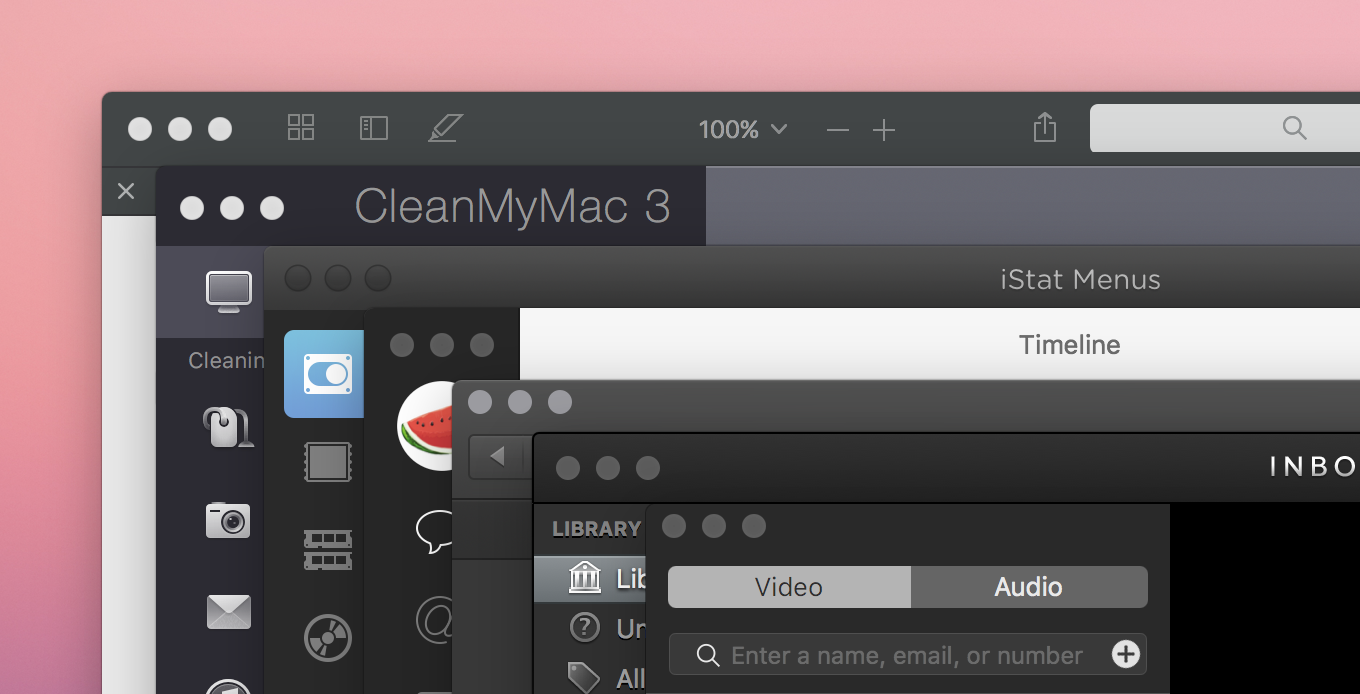 100%
CleanMyMac 3
iStat Menus
Timeline
Cleanin
INBO
LIBRARY
Lib
Video
Audio
Un
Enter a name, email, or number
All